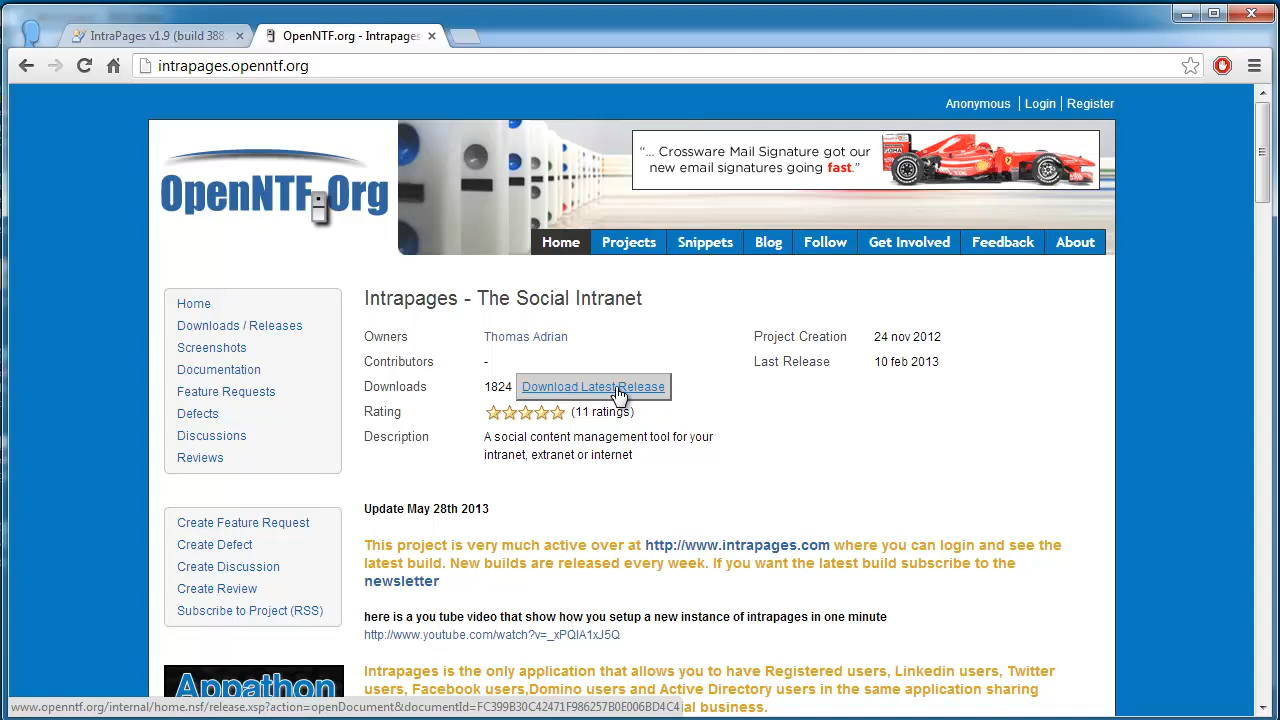 IntraPages v1.9 (build 388.
OpenNTF.org - Intrapages
intrapages.openntf.org
Anonymous Login Register
OpenNTF.Org
“... Crossware Mail Signature got our
new email signatures going fast.”
Home Projects Snippets Blog Follow Get Involved Feedback About
Home
Downloads / Releases
Screenshots
Documentation
Feature Requests
Defects
Discussions
Reviews
Create Feature Request
Create Defect
Create Discussion
Create Review
Subscribe to Project (RSS)
Appathon
Intrapages - The Social Intranet
Owners Thomas Adrian Project Creation 24 nov 2012
Contributors - Last Release 10 feb 2013
Downloads 1824 Download Latest Release
Rating (11 ratings)
Description A social content management tool for your
intranet, extranet or internet
Update May 28th 2013
This project is very much active over at http://www.intrapages.com where you can login and see the
latest build. New builds are released every week. If you want the latest build subscribe to the
newsletter
here is a you tube video that show how you setup a new instance of intrapages in one minute
http://www.youtube.com/watch?v=_xPQIA1xJ5Q
Intrapages is the only application that allows you to have Registered users, Linkedin users, Twitter
users, Facebook users,Domino users and Active Directory users in the same application sharing
al business.
www.openntf.org/internal/home.nsf/release.xsp?action=openDocument&documentId=FC399B30C42471F986257B0E006BD4C4